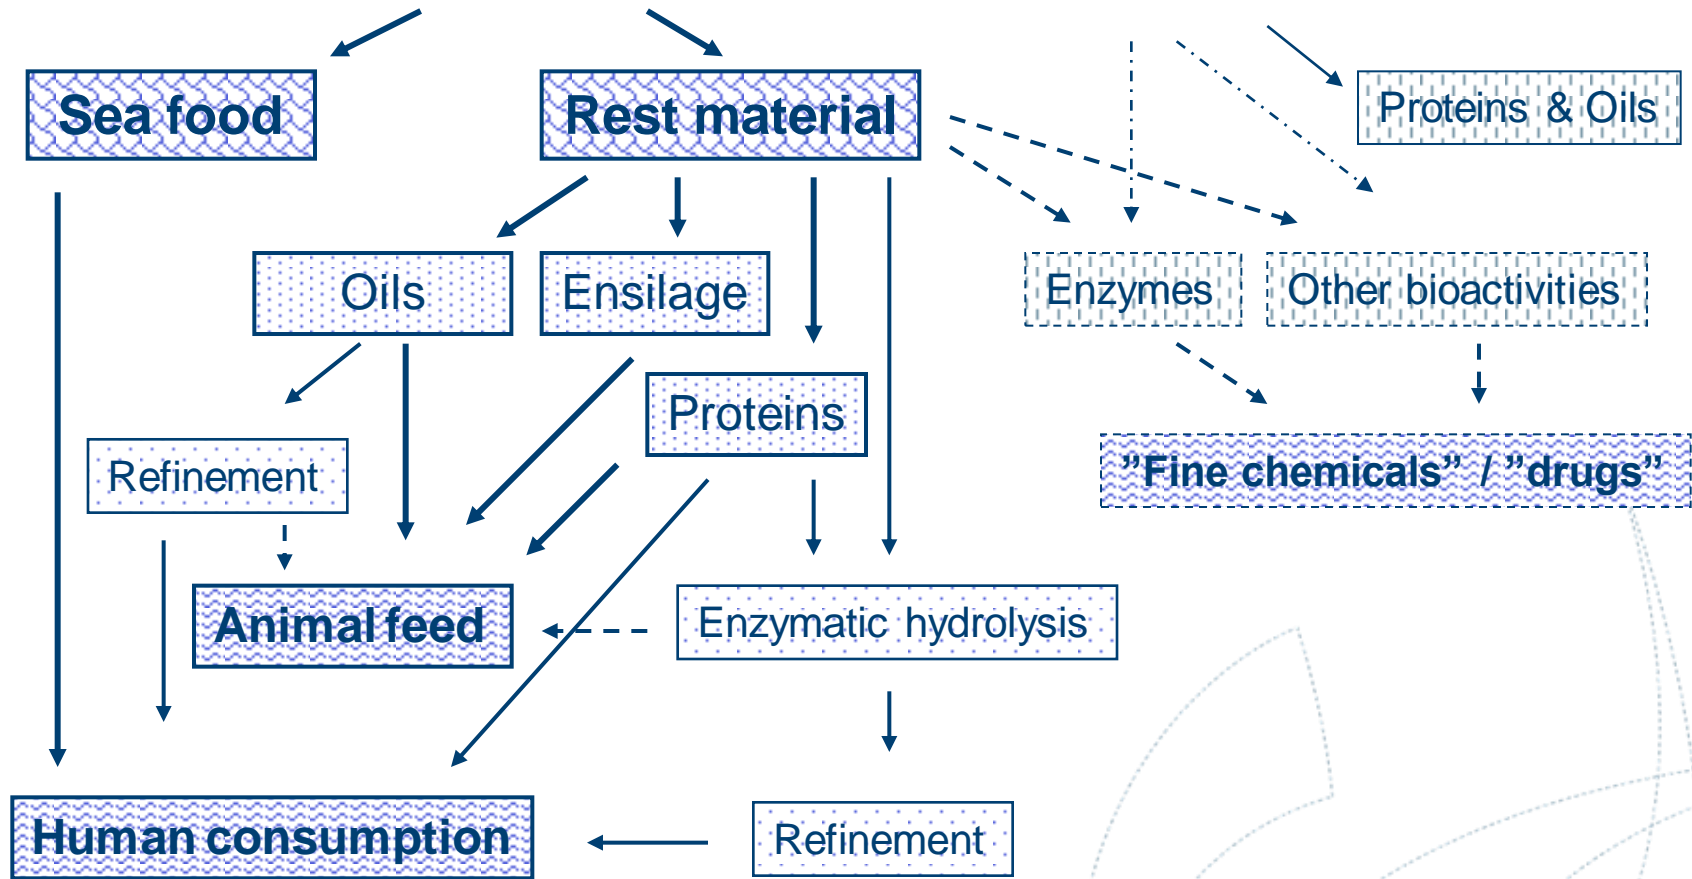 Sea food
Rest material
Proteins & Oils
Oils
Ensilage
Enzymes
Other bioactivities
Proteins
Refinement
”Fine chemicals” / ”drugs”
Animal feed
Enzymatic hydrolysis
Human consumption
Refinement